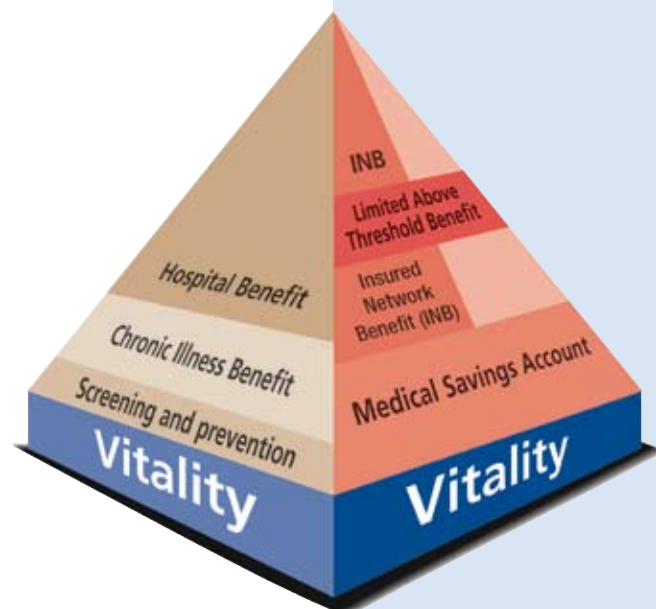 Hospital Benefit
Chronic Illness Benefit
Screening and prevention
Vitality
INB
Limited Above
Threshold Benefit
Insured
Network
Benefit (INB)
Medical Savings Account
Vitality